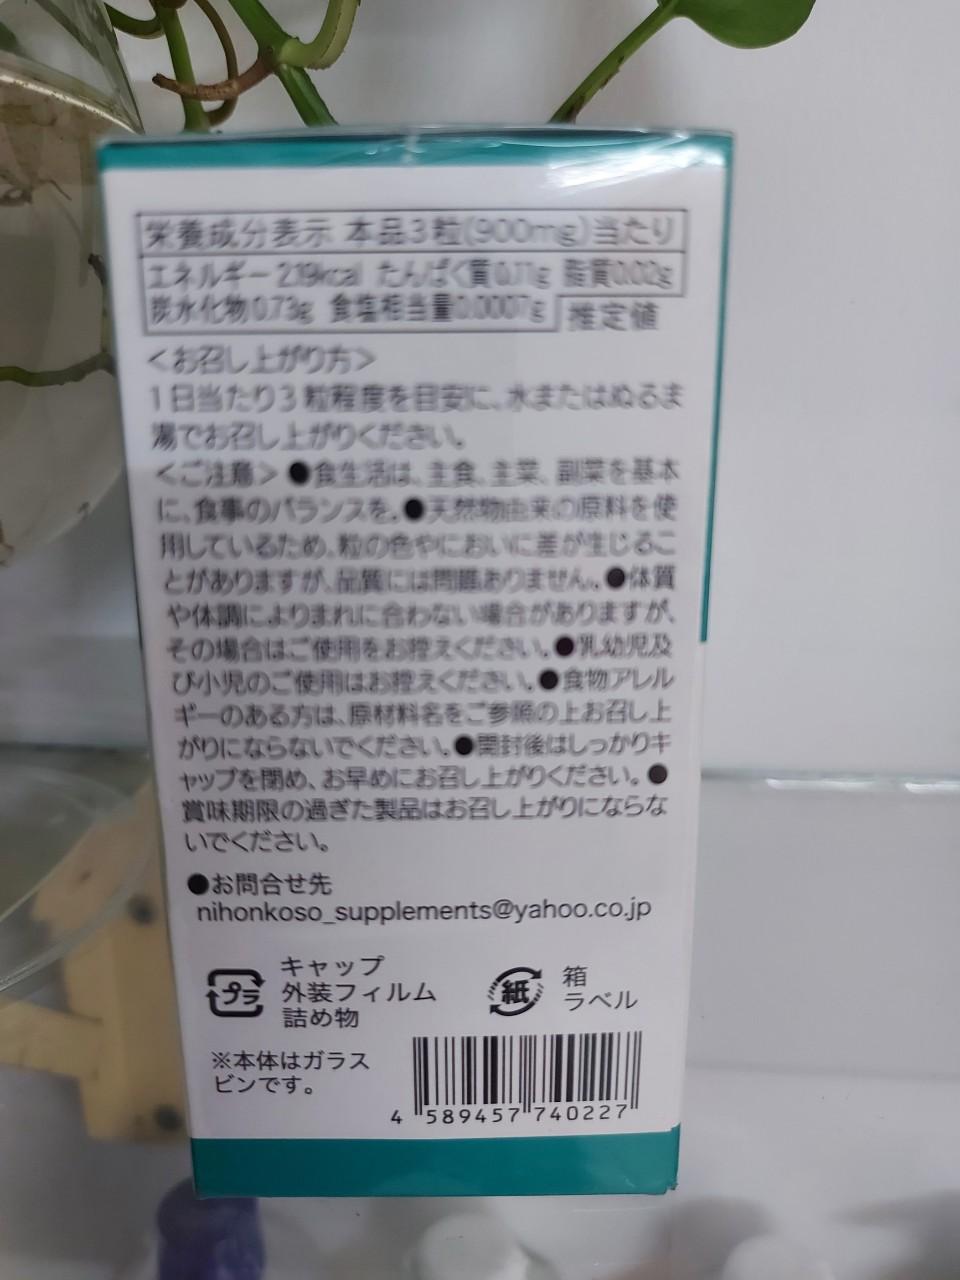 栄養成分表示 本品3粒(900mg)当たり
エネルギー2.19kcal たんぱく質0.11g 脂質0.02g
炭水化物0.73g 食塩相当量0.0007g 推定値
＜お召し上がり方＞
1日当たり3粒程度を目安に、水またはぬるま
湯でお召し上がりください。
＜ご注意＞●食生活は、主食、主菜、副菜を基本
に、食事のバランスを。●天然物由来の原料を使
用しているため、粒の色やにおいに差が生じるこ
とがありますが、品質には問題ありません。●体質
や体調によりまれに合わない場合がありますが、
その場合はご使用をお控えください。●乳幼児及
び小児のご使用はお控えください。●食物アレル
ギーのある方は、原材料名をご参照の上お召し上
がりにならないでください。●開封後はしっかりキ
ャップを閉め、お早めにお召し上がりください。●
賞味期限の過ぎた製品はお召し上がりにならな
いでください。
●お問合せ先
nihonkoso_supplements@yahoo.co.jp
プラ キャップ
外装フィルム
詰め物
紙 箱
ラベル
※本体はガラス
ビンです。
4 589457 740227